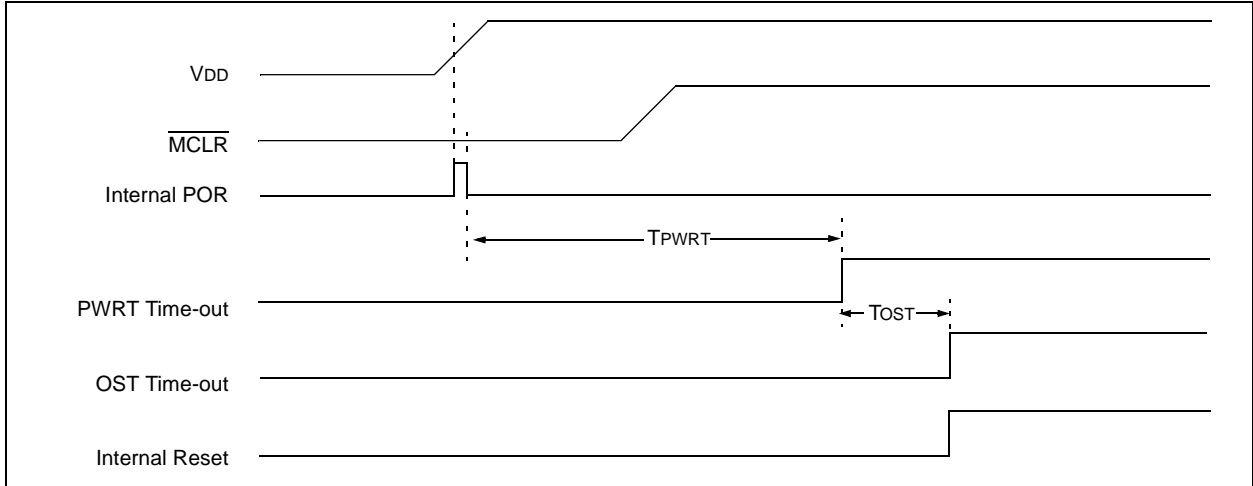 VDD
MCLR
Internal POR
TPWRT
PWRT Time-out
TOST
OST Time-out
Internal Reset